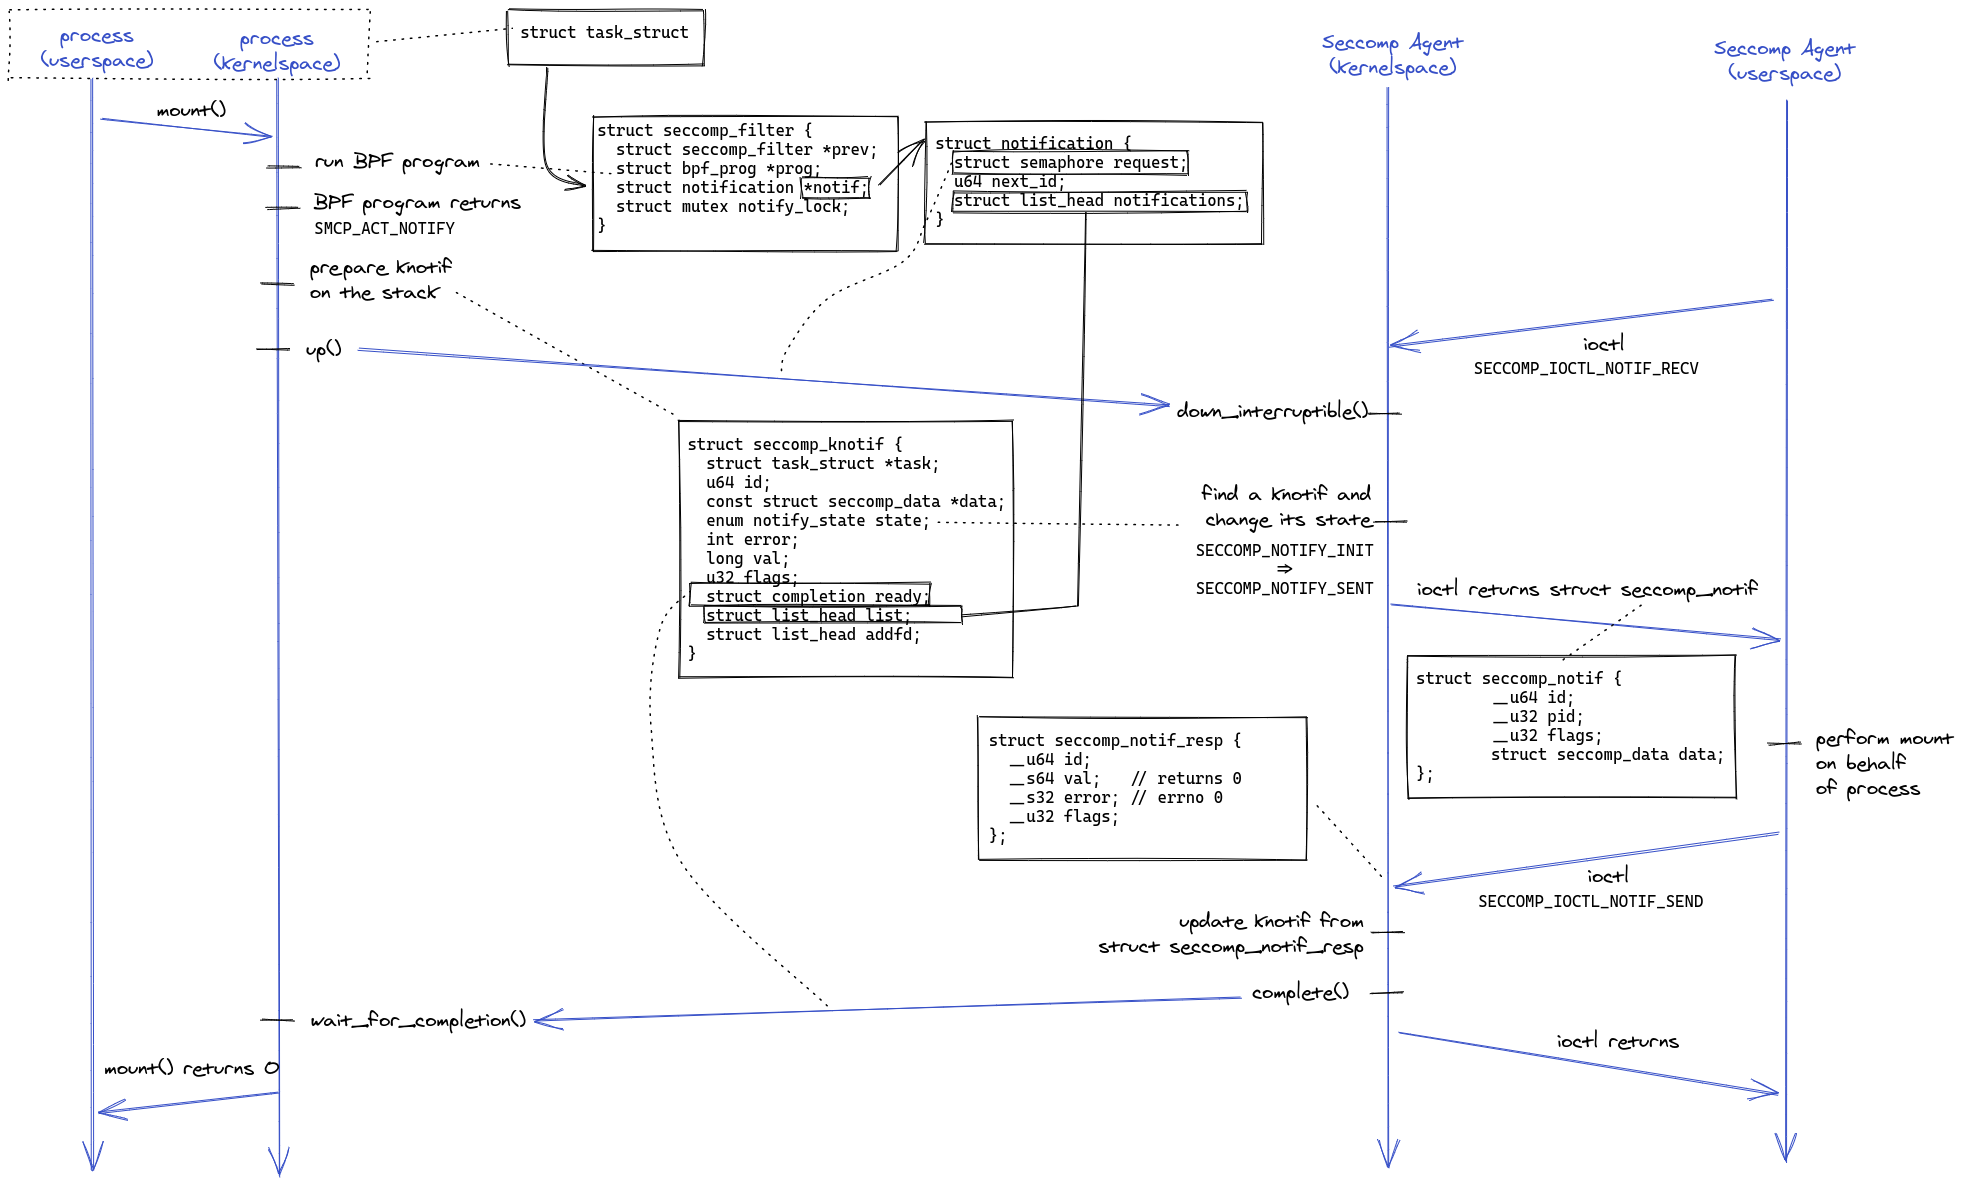 process
(userspace)
process
(kernelspace)
struct task_struct
Seccomp Agent
(kernelspace)
Seccomp Agent
(userspace)
mount()
run BPF program
BPF program returns
SMCP_ACT_NOTIFY
prepare knotif
on the stack
up()
struct seccomp_filter {
struct seccomp_filter *prev;
struct bpf_prog *prog;
struct notification *notif;
struct mutex notify_lock;
}
struct notification {
struct semaphore request;
u64 next_id;
struct list_head notifications;
}
ioctl
SECCOMP_IOCTL_NOTIF_RECV
down_interruptible()
struct seccomp_knotif {
struct task_struct *task;
u64 id;
const struct seccomp_data *data;
enum notify_state state;
int error;
long val;
u32 flags;
struct completion ready;
struct list_head list;
struct list_head addfd;
}
find a knotif and
change its state
SECCOMP_NOTIFY_INIT
⇒
SECCOMP_NOTIFY_SENT
ioctl returns struct seccomp_notif
struct seccomp_notif {
__u64 id;
__u32 pid;
__u32 flags;
struct seccomp_data data;
};
struct seccomp_notif_resp {
__u64 id;
__s64 val; // returns 0
__s32 error; // errno 0
__u32 flags;
};
perform mount
on behalf
of process
ioctl
SECCOMP_IOCTL_NOTIF_SEND
update knotif from
struct seccomp_notif_resp
complete()
wait_for_completion()
ioctl returns
mount() returns 0